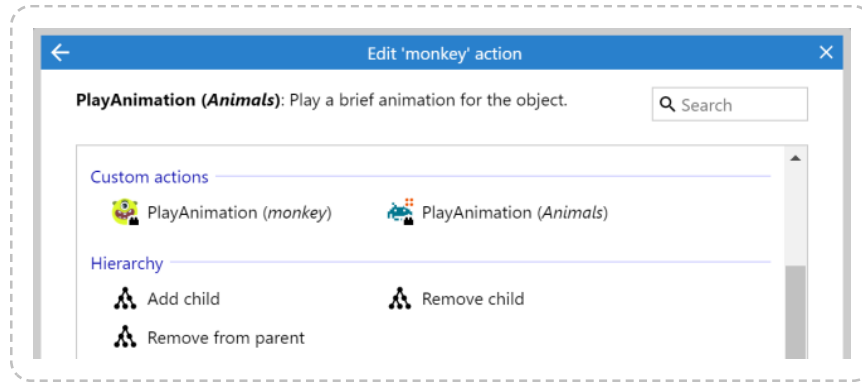 Edit 'monkey' action
PlayAnimation (Animals): Play a brief animation for the object.
Search
Custom actions
PlayAnimation (monkey)
PlayAnimation (Animals)
Hierarchy
Add child
Remove child
Remove from parent